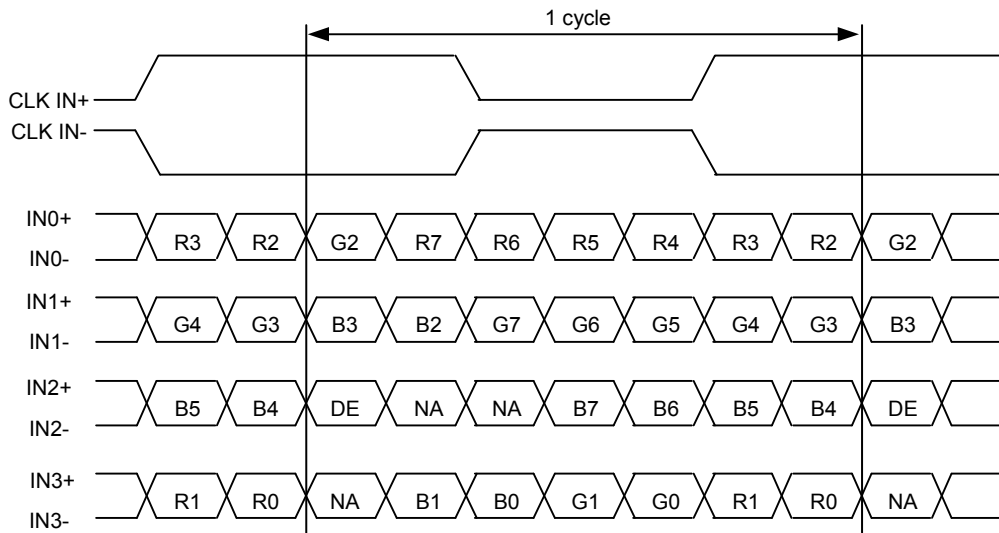 1 cycle
CLK IN+
CLK IN-
IN0+
R3 R2 G2 R7 R6 R5 R4 R3 R2 G2
IN0-
IN1+
G4 G3 B3 B2 G7 G6 G5 G4 G3 B3
IN1-
IN2+
B5 B4 DE NA NA B7 B6 B5 B4 DE
IN2-
IN3+
R1 R0 NA B1 B0 G1 G0 R1 R0 NA
IN3-